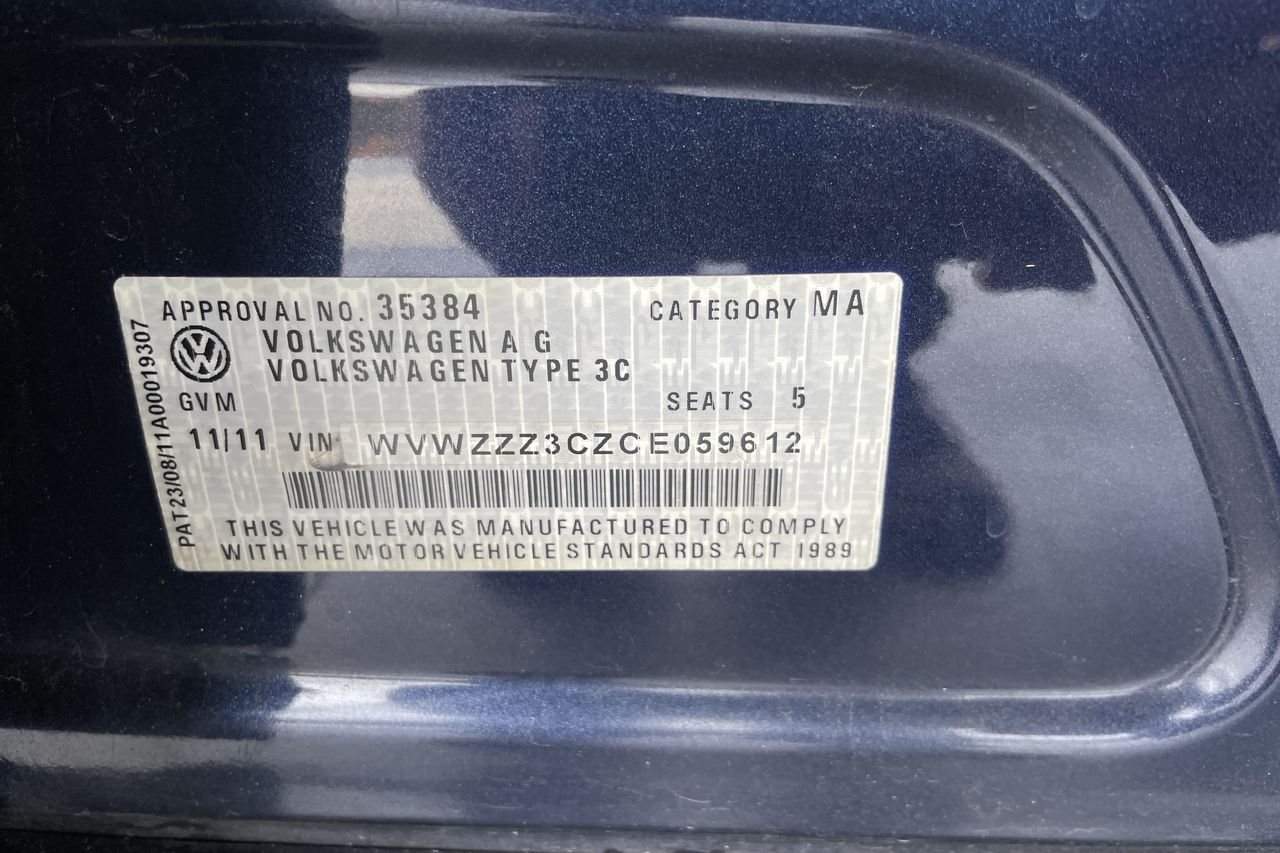 APPROVAL NO. 35384 CATEGORY MA
VOLKSWAGEN A G
VOLKSWAGEN TYPE 3C
GVM SEATS 5
11/11 VIN WVWZZZ3CZCE059612
THIS VEHICLE WAS MANUFACTURED TO COMPLY
WITH THE MOTOR VEHICLE STANDARDS ACT 1989
PAT23/08/11A00019307